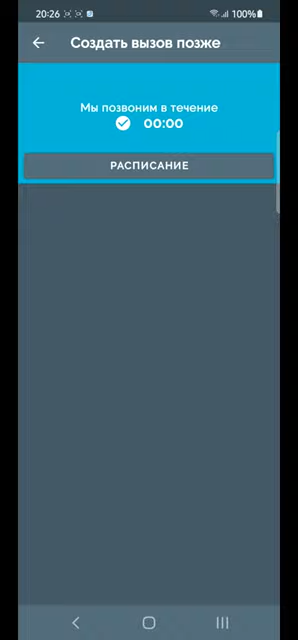 20:26 100%
Создать вызов позже
Мы позвоним в течение
00:00
РАСПИСАНИЕ